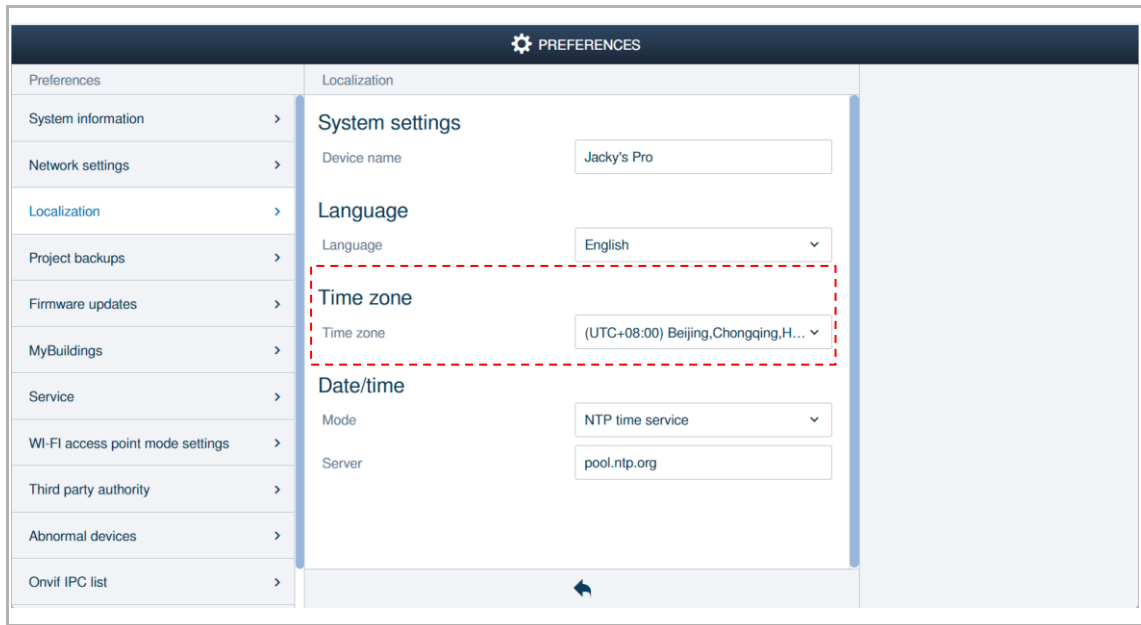 PREFERENCES
Preferences
System information
Network settings
Localization
Project backups
Firmware updates
MyBuildings
Service
WI-FI access point mode settings
Third party authority
Abnormal devices
Onvif IPC list
Localization
System settings
Device name Jacky's Pro
Language
Language English
Time zone
Time zone (UTC+08:00) Beijing,Chongqing,H...
Date/time
Mode NTP time service
Server pool.ntp.org